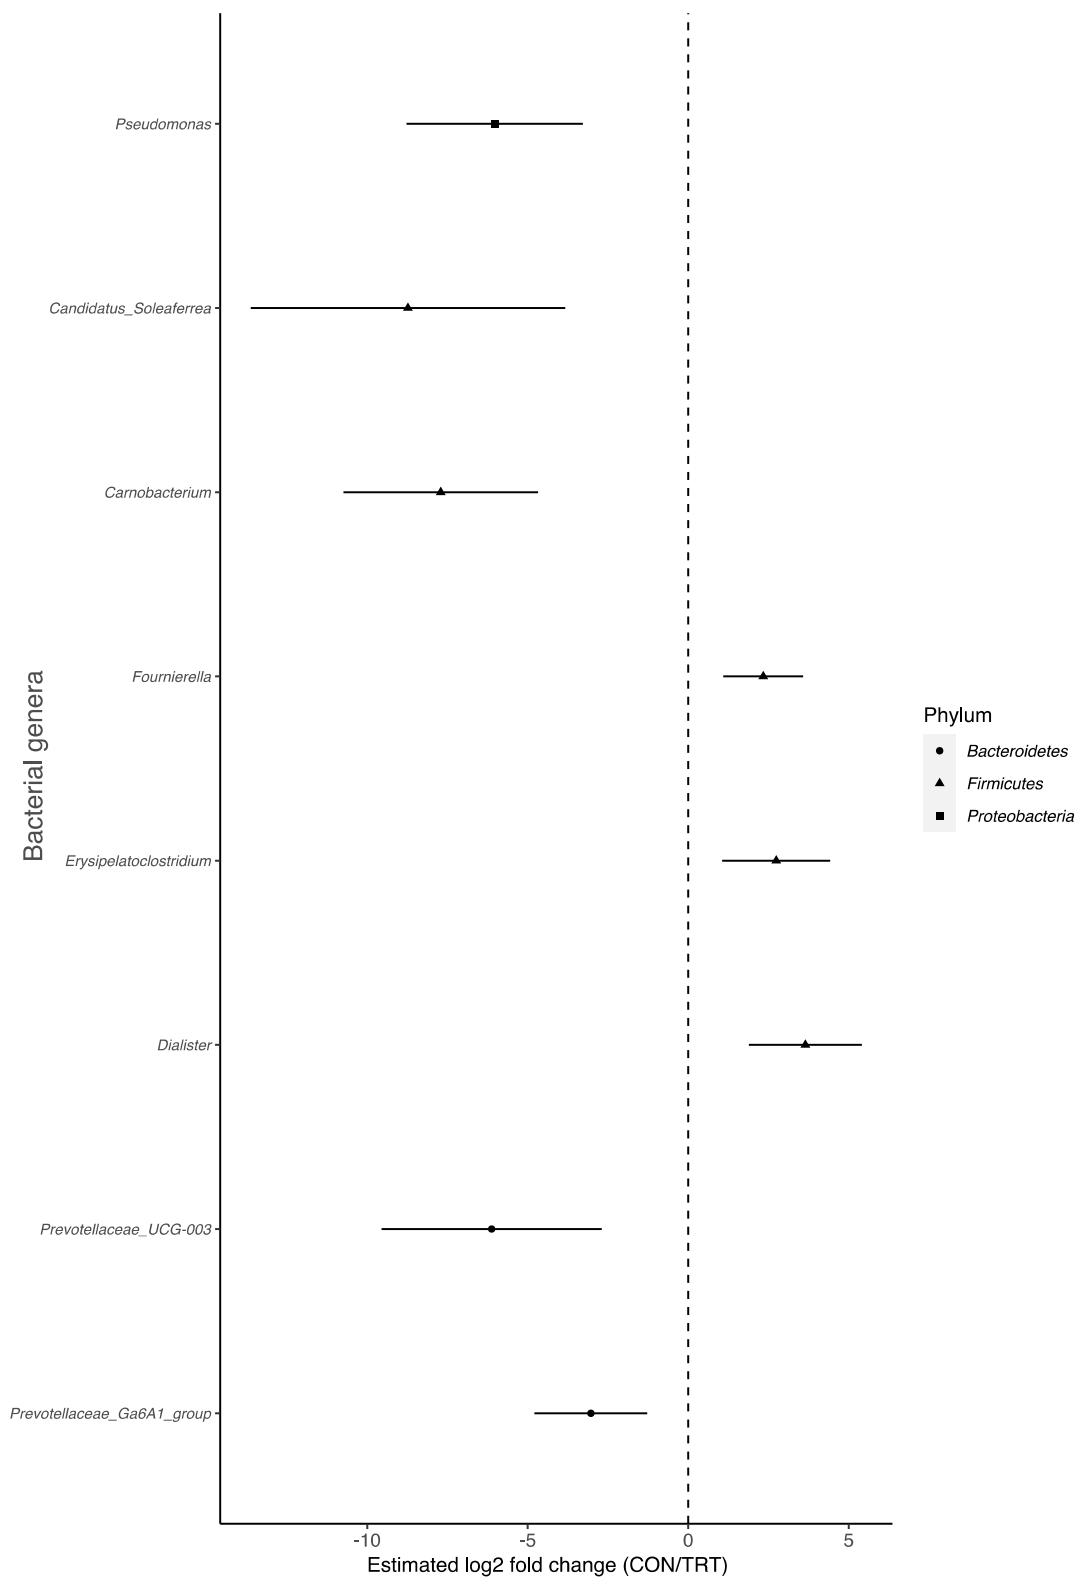 Bacterial genera
Pseudomonas
Candidatus_Soleaferrea
Carnobacterium
Fournierella
Erysipelatoclostridium
Dialister
Prevotellaceae_UCG-003
Prevotellaceae_Ga6A1_group
-10 -5 0 5
Estimated log2 fold change (CON/TRT)
Phylum
Bacteroidetes
Firmicutes
Proteobacteria